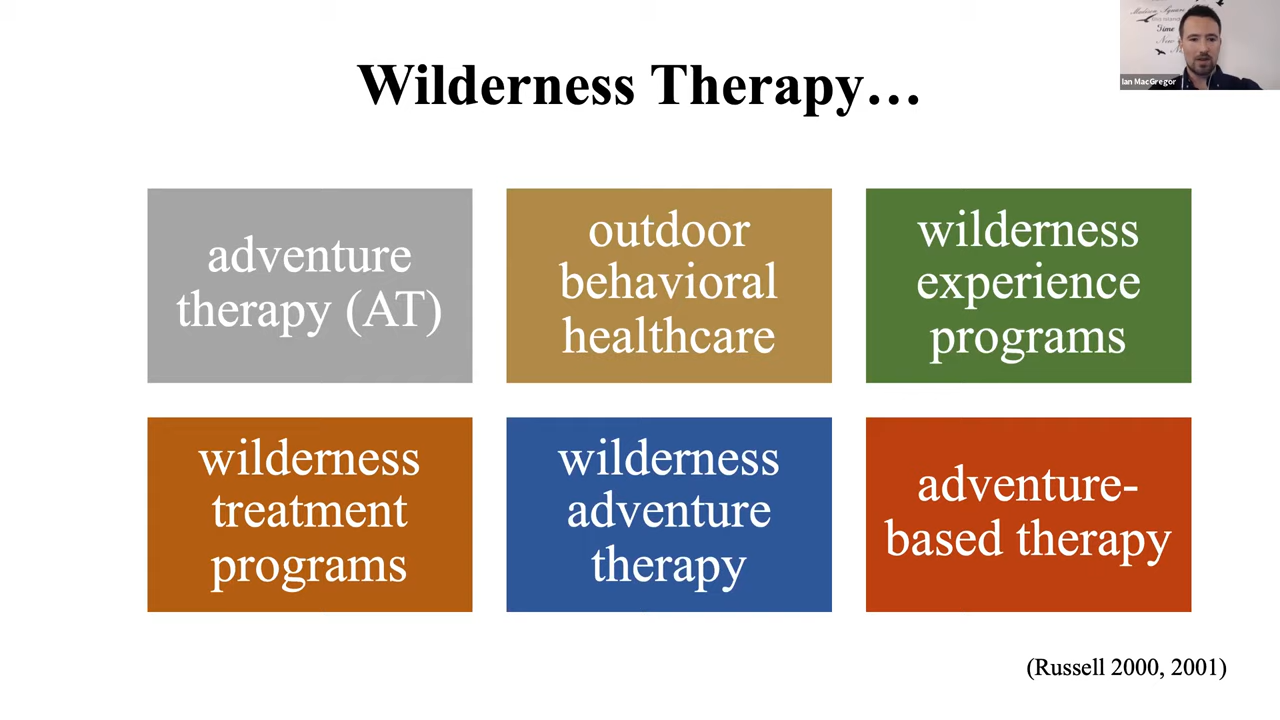 Wilderness Therapy…
Time
Ian MacGregor
adventure
therapy (AT)
outdoor
behavioral
healthcare
wilderness
experience
programs
wilderness
treatment
programs
wilderness
adventure
therapy
adventure-
based therapy
(Russell 2000, 2001)